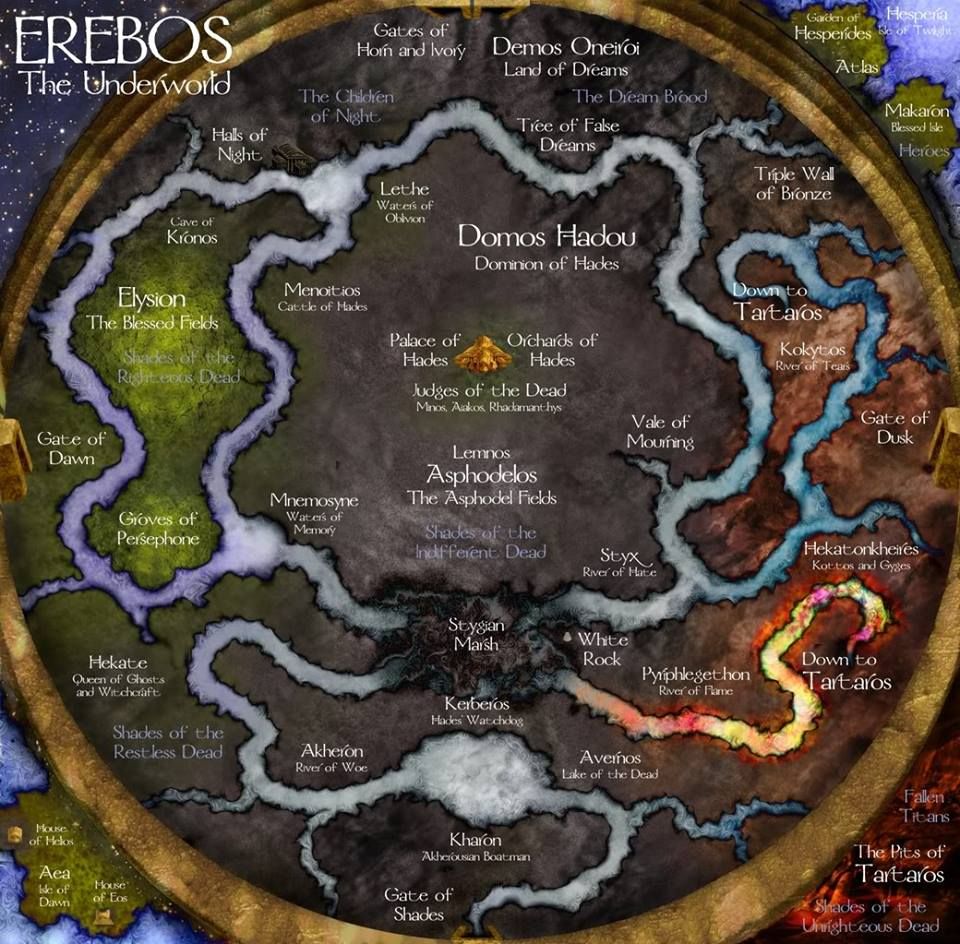 EREBOS
The Underworld
Gates of
Horn and Ivory
Demos Oneiroi
Land of Dreams
Garden of
Hesperides
Hesperia
Isle of Twilight
Atlas
The Children
of Night
The Dream Brood
Makaron
Blessed Isle
Heroes
Halls of
Night
Tree of False
Dreams
Triple Wall
of Bronze
Lethe
Waters of
Oblivion
Cave of
Kronos
Domos Hadou
Dominion of Hades
Elysion
The Blessed Fields
Menoitios
Cattle of Hades
Down to
Tartaros
Shades of the
Righteous Dead
Palace of
Hades
Orchards of
Hades
Kokytos
River of Tears
Judges of the Dead
Minos, Aiakos, Rhadamanthys
Gate of
Dawn
Vale of
Mourning
Gate of
Dusk
Lemnos
Asphodelos
The Asphodel Fields
Groves of
Persephone
Mnemosyne
Waters of
Memory
Shades of the
Indifferent Dead
Styx
River of Hate
Hekatonkheires
Kottos and Gyges
Stygian
Marsh
White
Rock
Hekate
Queen of Ghosts
and Witchcraft
Pyriphlegethon
River of Flame
Down to
Tartaros
Kerberos
Hades' Watchdog
Shades of the
Restless Dead
Akheron
River of Woe
Avernos
Lake of the Dead
Fallen
Titans
House
of Helos
Kharon
Akherousian Boatman
The Pits of
Tartaros
Aea
Isle of
Dawn
House
of Eos
Gate of
Shades
Shades of the
Unrighteous Dead